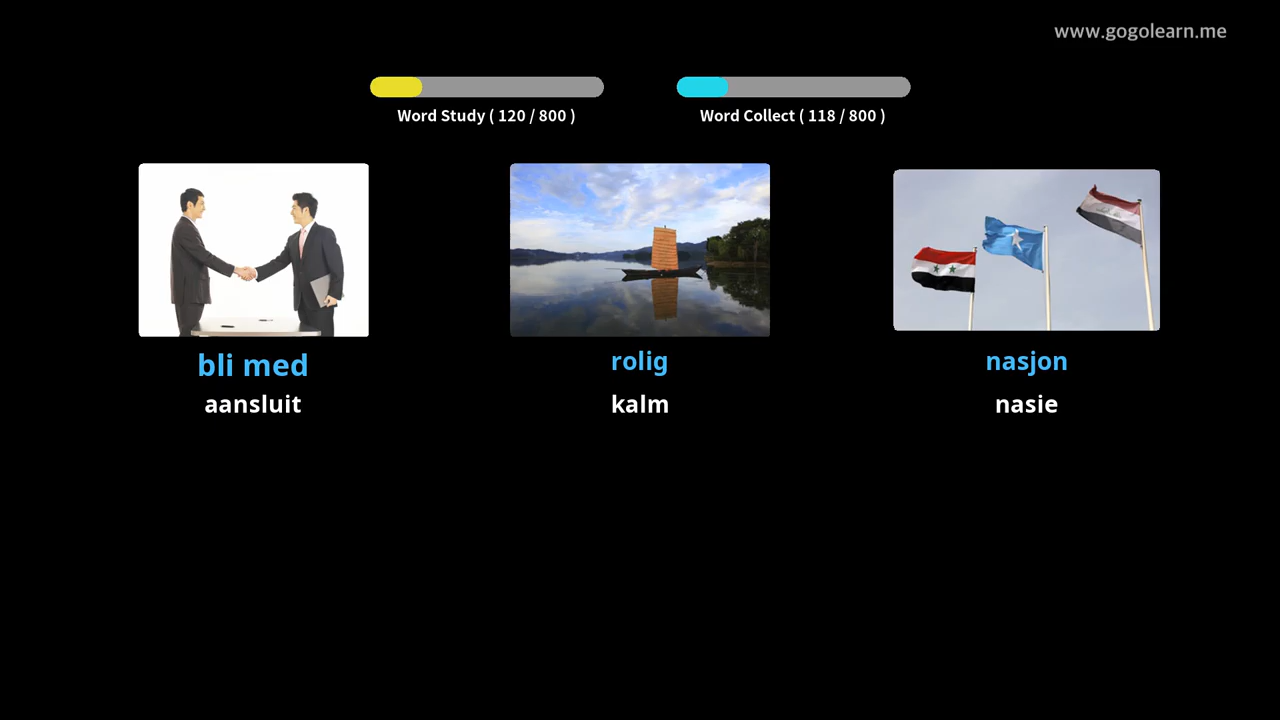 www.gogolearn.me
Word Study ( 120 / 800 )
Word Collect ( 118 / 800 )
bli med
rolig
nasjon
aansluit
kalm
nasie